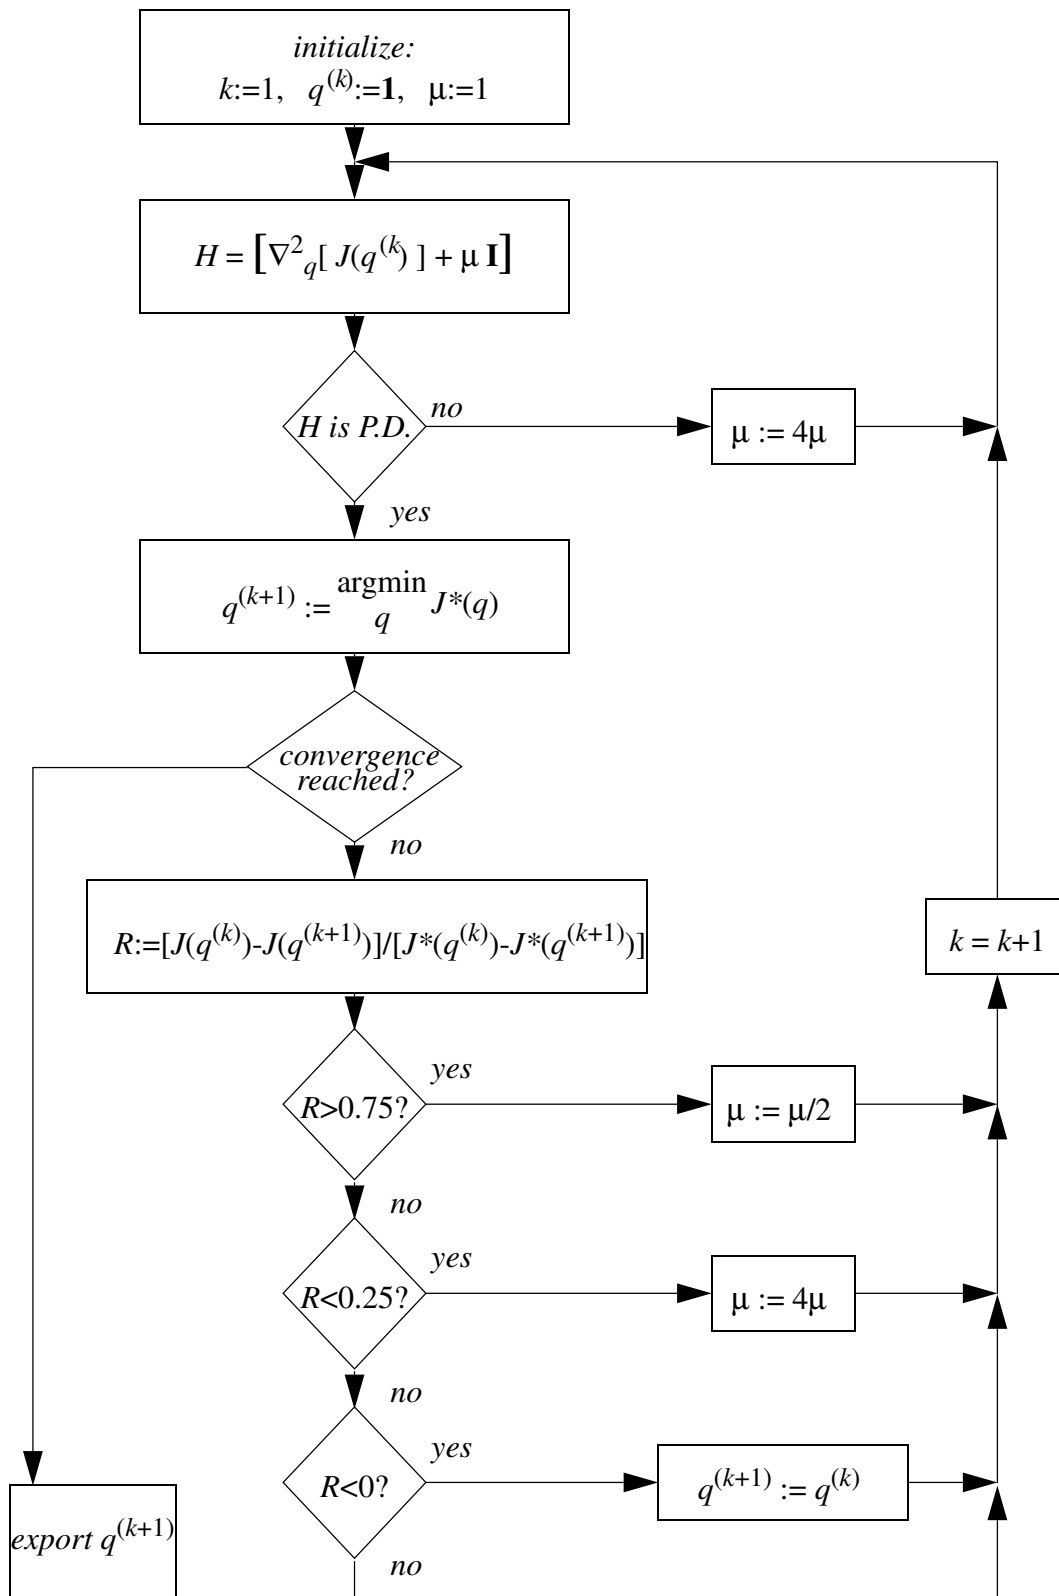 initialize:
k:=1, q^(k):=1, μ:=1
H = [∇²_q[ J(q^(k) ) ] + μ I]
H is P.D.
no
μ := 4μ
yes
q^(k+1) := argmin J*(q)
q
convergence
reached?
no
R:=[J(q^(k))-J(q^(k+1))]/[J*(q^(k))-J*(q^(k+1))]
k = k+1
R>0.75?
yes
μ := μ/2
no
R<0.25?
yes
μ := 4μ
no
R<0?
yes
q^(k+1) := q^(k)
export q^(k+1)
no